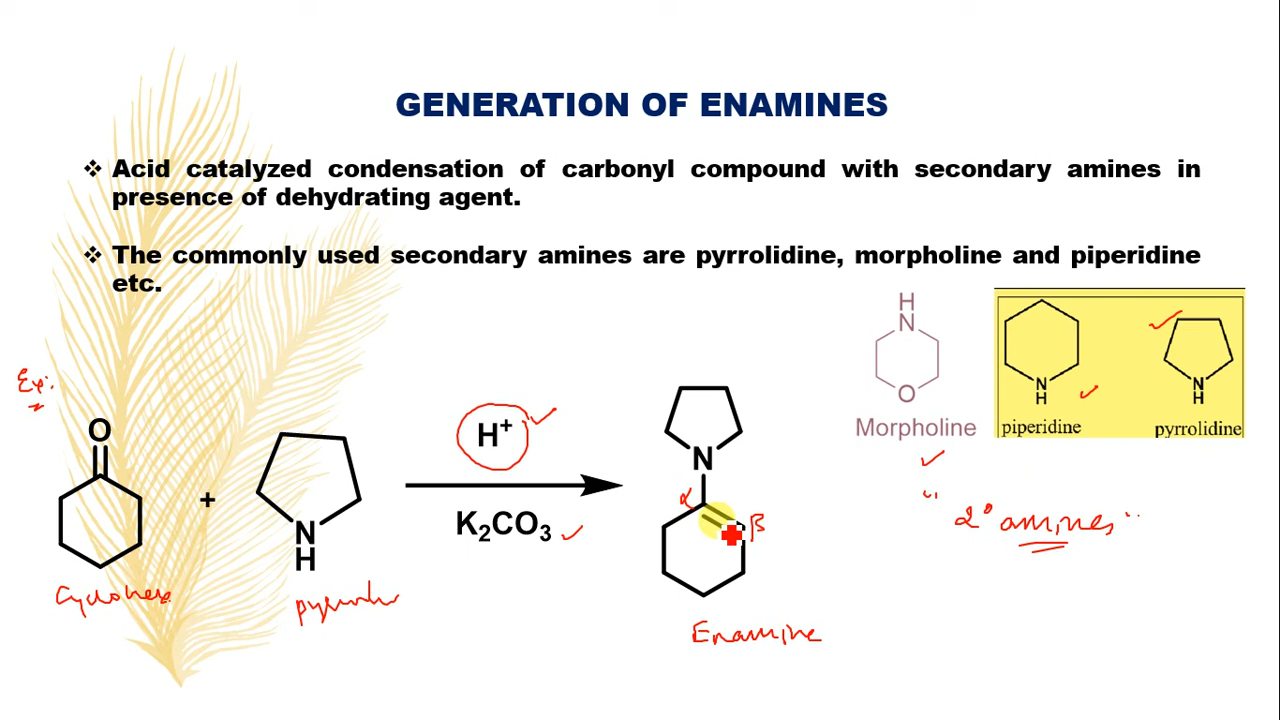 GENERATION OF ENAMINES
❖ Acid catalyzed condensation of carbonyl compound with secondary amines in
presence of dehydrating agent.
❖ The commonly used secondary amines are pyrrolidine, morpholine and piperidine
etc.
H
N
O
Morpholine
N
H
piperidine
N
H
pyrrolidine
"2° amines"
Ex:
O
+
N
H
H+
K2CO3
N
α
β
Enamine